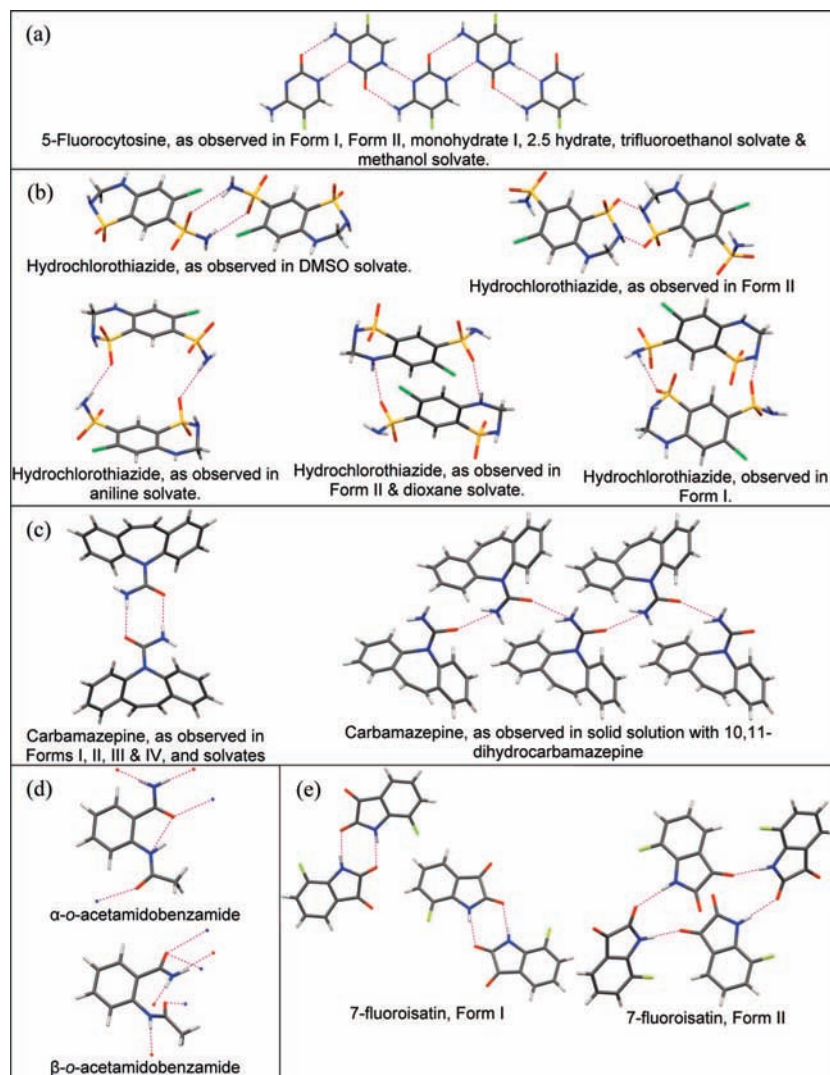 (a)
5-Fluorocytosine, as observed in Form I, Form II, monohydrate I, 2.5 hydrate, trifluoroethanol solvate &
methanol solvate.
(b)
Hydrochlorothiazide, as observed in DMSO solvate.
Hydrochlorothiazide, as observed in Form II
Hydrochlorothiazide, as observed in
aniline solvate.
Hydrochlorothiazide, as observed in
Form II & dioxane solvate.
Hydrochlorothiazide, observed in
Form I.
(c)
Carbamazepine, as observed in
Forms I, II, III & IV, and solvates
Carbamazepine, as observed in solid solution with 10,11-
dihydrocarbamazepine
(d)
α-o-acetamidobenzamide
β-o-acetamidobenzamide
(e)
7-fluoroisatin, Form I
7-fluoroisatin, Form II